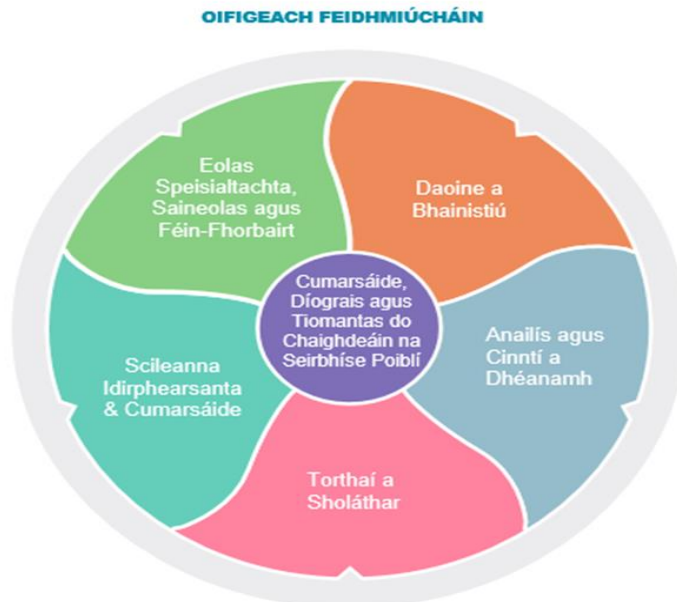 OIFIGEACH FEIDHMIÚCHÁIN
Eolas
Speisialtachta,
Saineolas agus
Féin-Fhorbairt
Daoine a
Bhainistiú
Cumarsáide,
Díograis agus
Tiomantas do
Chaighdeáin na
Seirbhíse Poiblí
Anailís agus
Cinntí a
Dhéanamh
Scileanna
Idirphearsanta
& Cumarsáide
Torthaí a
Sholáthar